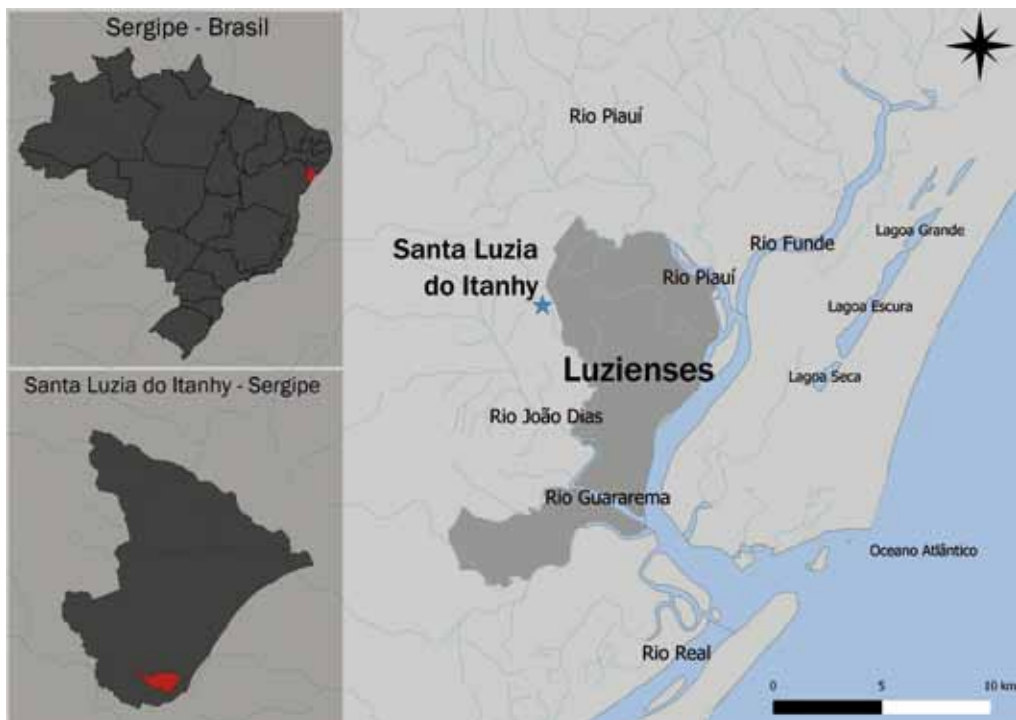 Sergipe - Brasil
Santa Luzia do Itanhy - Sergipe
Rio Piauí
Santa Luzia
do Itanhy
Rio Funde
Lagoa Grande
Rio Piauí
Lagoa Escura
Luzienses
Lagoa Seca
Rio João Dias
Rio Guararema
Oceano Atlântico
Rio Real
0 5 10 km